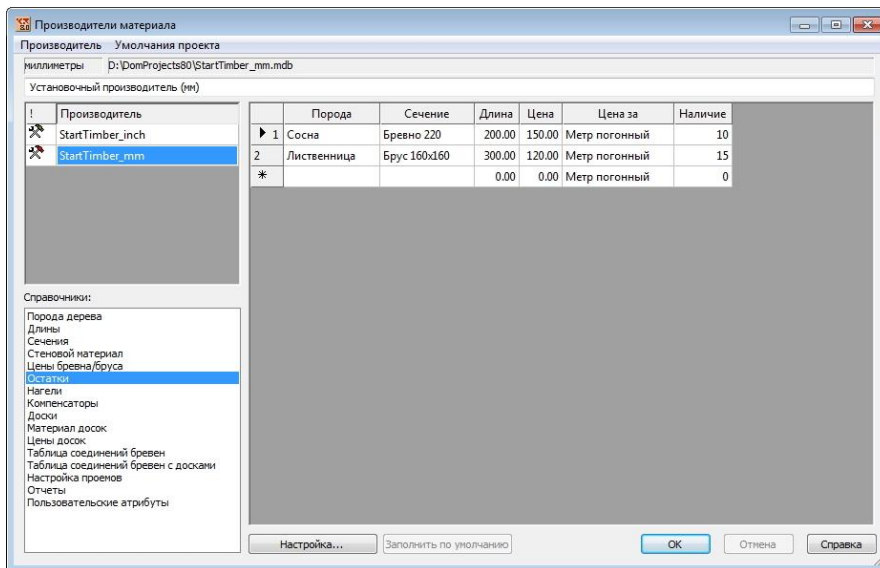 Производители материала
Производитель Умолчания проекта
миллиметры D:\DomProjects80\StartTimber_mm.mdb
Установочный производитель (мм)
! Производитель
StartTimber_inch
StartTimber_mm
Порода Сечение Длина Цена Цена за Наличие
1 Сосна Бревно 220 200.00 150.00 Метр погонный 10
2 Лиственница Брус 160x160 300.00 120.00 Метр погонный 15
* 0.00 0.00 Метр погонный 0
Справочники:
Порода дерева
Длины
Сечения
Стеновой материал
Цены бревна/бруса
Остатки
Нагели
Компенсаторы
Доски
Материал досок
Цены досок
Таблица соединений бревен
Таблица соединений бревен с досками
Настройка проемов
Отчеты
Пользовательские атрибуты
Настройка... Заполнить по умолчанию OK Отмена Справка